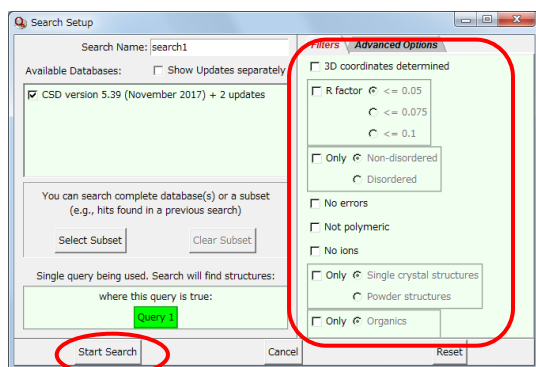 Search Setup
Search Name: search1
Available Databases: Show Updates separately
CSD version 5.39 (November 2017) + 2 updates
You can search complete database(s) or a subset
(e.g., hits found in a previous search)
Select Subset Clear Subset
Single query being used. Search will find structures:
where this query is true:
Query 1
Filters Advanced Options
3D coordinates determined
R factor <= 0.05
<= 0.075
<= 0.1
Only Non-disordered
Disordered
No errors
Not polymeric
No ions
Only Single crystal structures
Powder structures
Only Organics
Start Search Cancel Reset